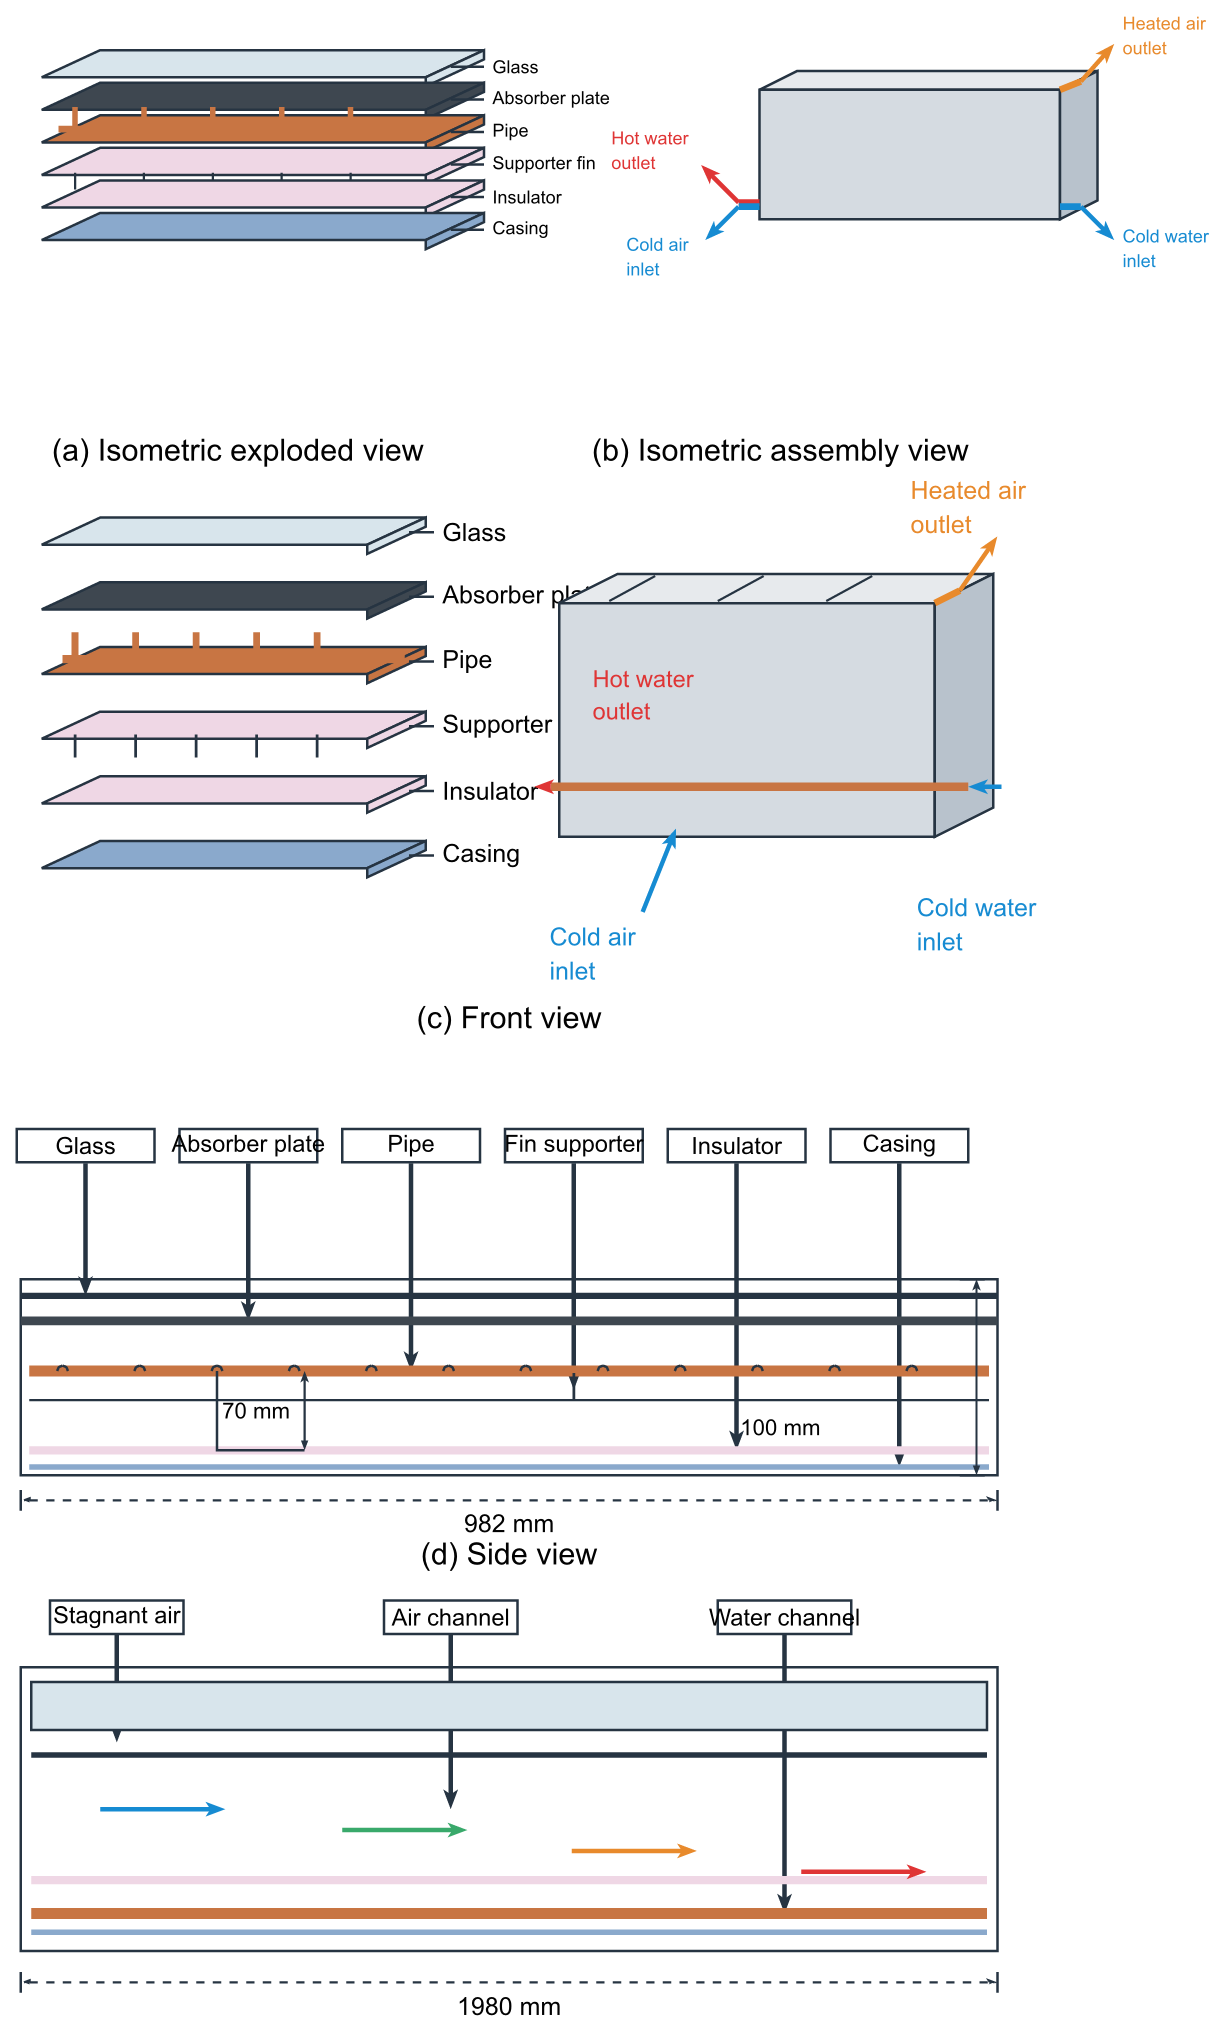 Glass
Absorber plate
Pipe
Supporter fin
Insulator
Casing
Heated air
outlet
Hot water
outlet
Cold air
inlet
Cold water
inlet
(a) Isometric exploded view
(b) Isometric assembly view
Glass
Absorber
Pipe
Supporter
Insulator
Casing
Heated air
outlet
Hot water
outlet
Cold air
inlet
Cold water
inlet
(c) Front view
Glass
Absorber plate
Pipe
Fin supporter
Insulator
Casing
70 mm
100 mm
982 mm
(d) Side view
Stagnant air
Air channel
Water channel
1980 mm